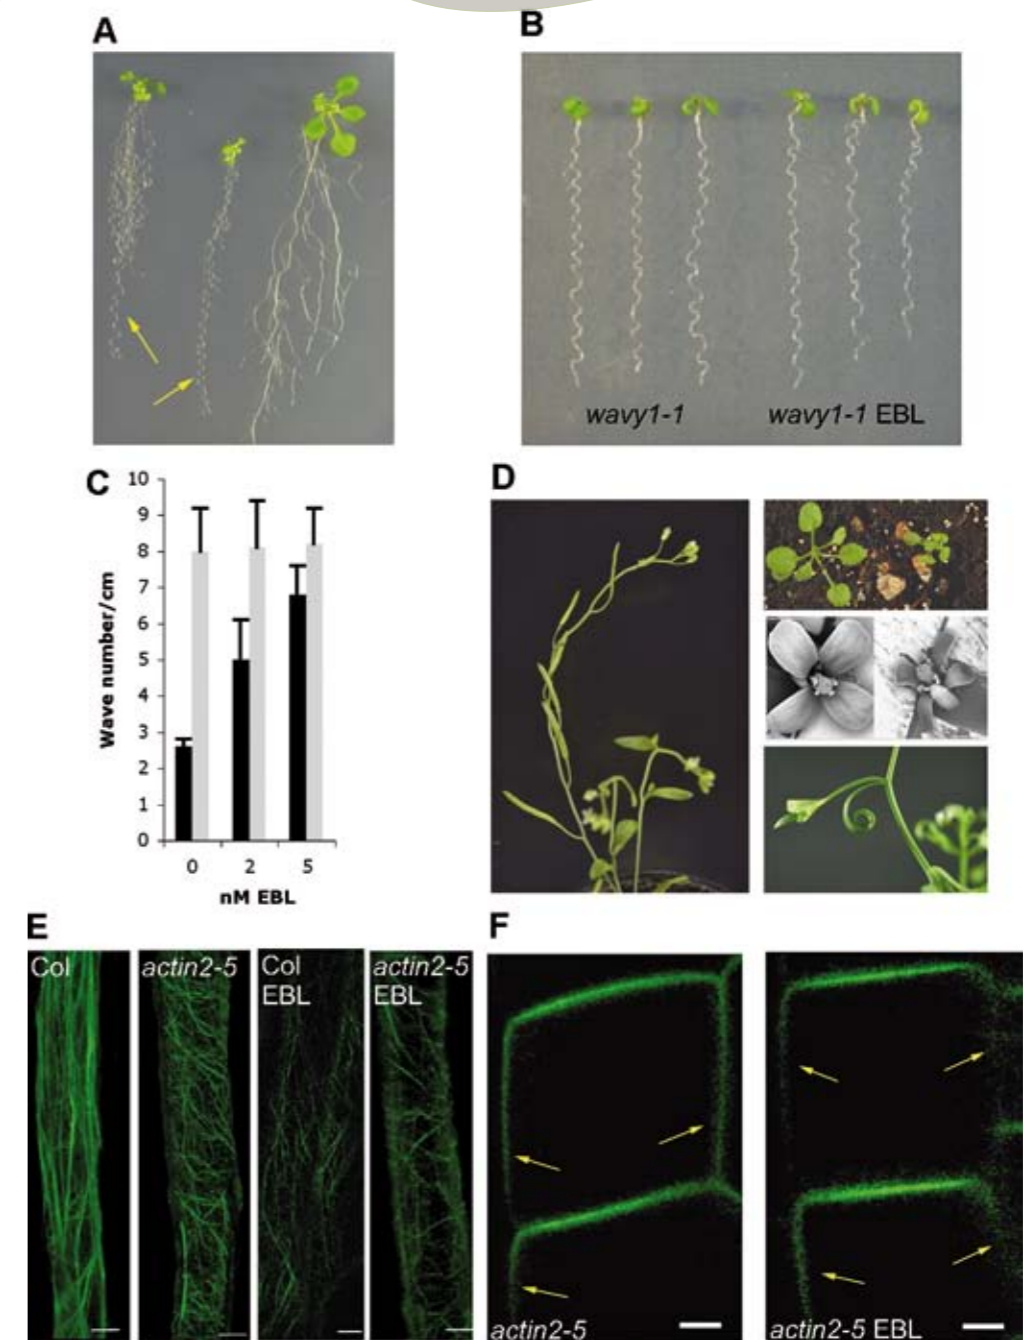 A
B
wavy1-1
wavy1-1 EBL
C
10
9
8
7
6
5
4
3
2
1
0
Wave number/cm
0 2 5
nM EBL
D
E
Col
actin2-5
Col
EBL
actin2-5
EBL
F
actin2-5
actin2-5 EBL